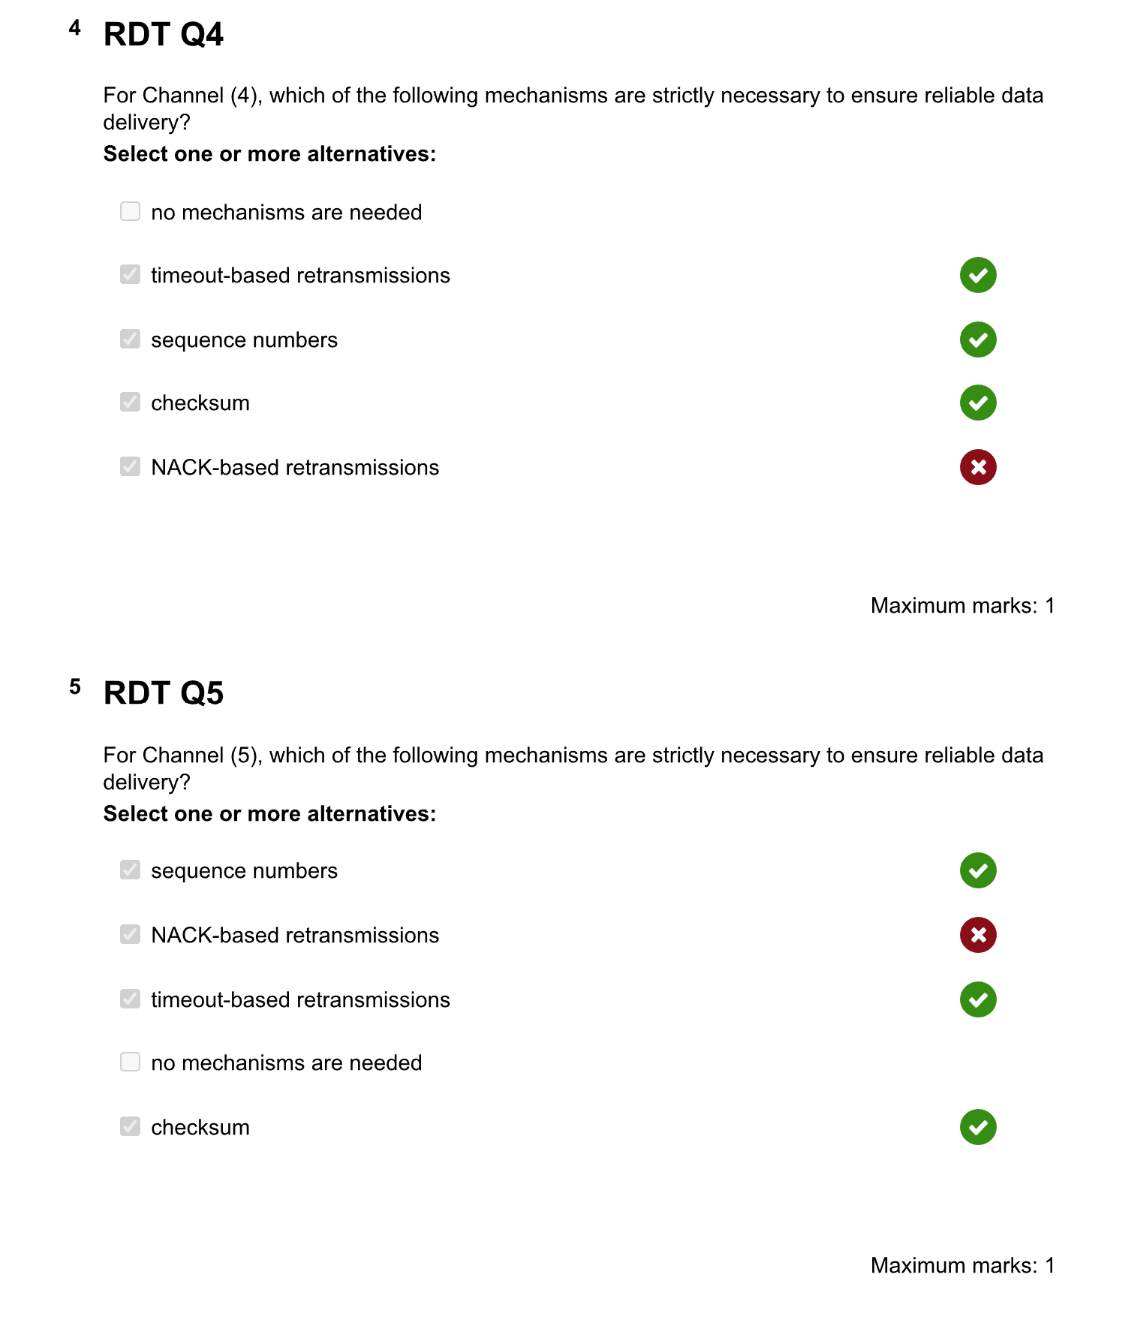 4 RDT Q4
For Channel (4), which of the following mechanisms are strictly necessary to ensure reliable data
delivery?
Select one or more alternatives:
no mechanisms are needed
timeout-based retransmissions
sequence numbers
checksum
NACK-based retransmissions
Maximum marks: 1
5 RDT Q5
For Channel (5), which of the following mechanisms are strictly necessary to ensure reliable data
delivery?
Select one or more alternatives:
sequence numbers
NACK-based retransmissions
timeout-based retransmissions
no mechanisms are needed
checksum
Maximum marks: 1